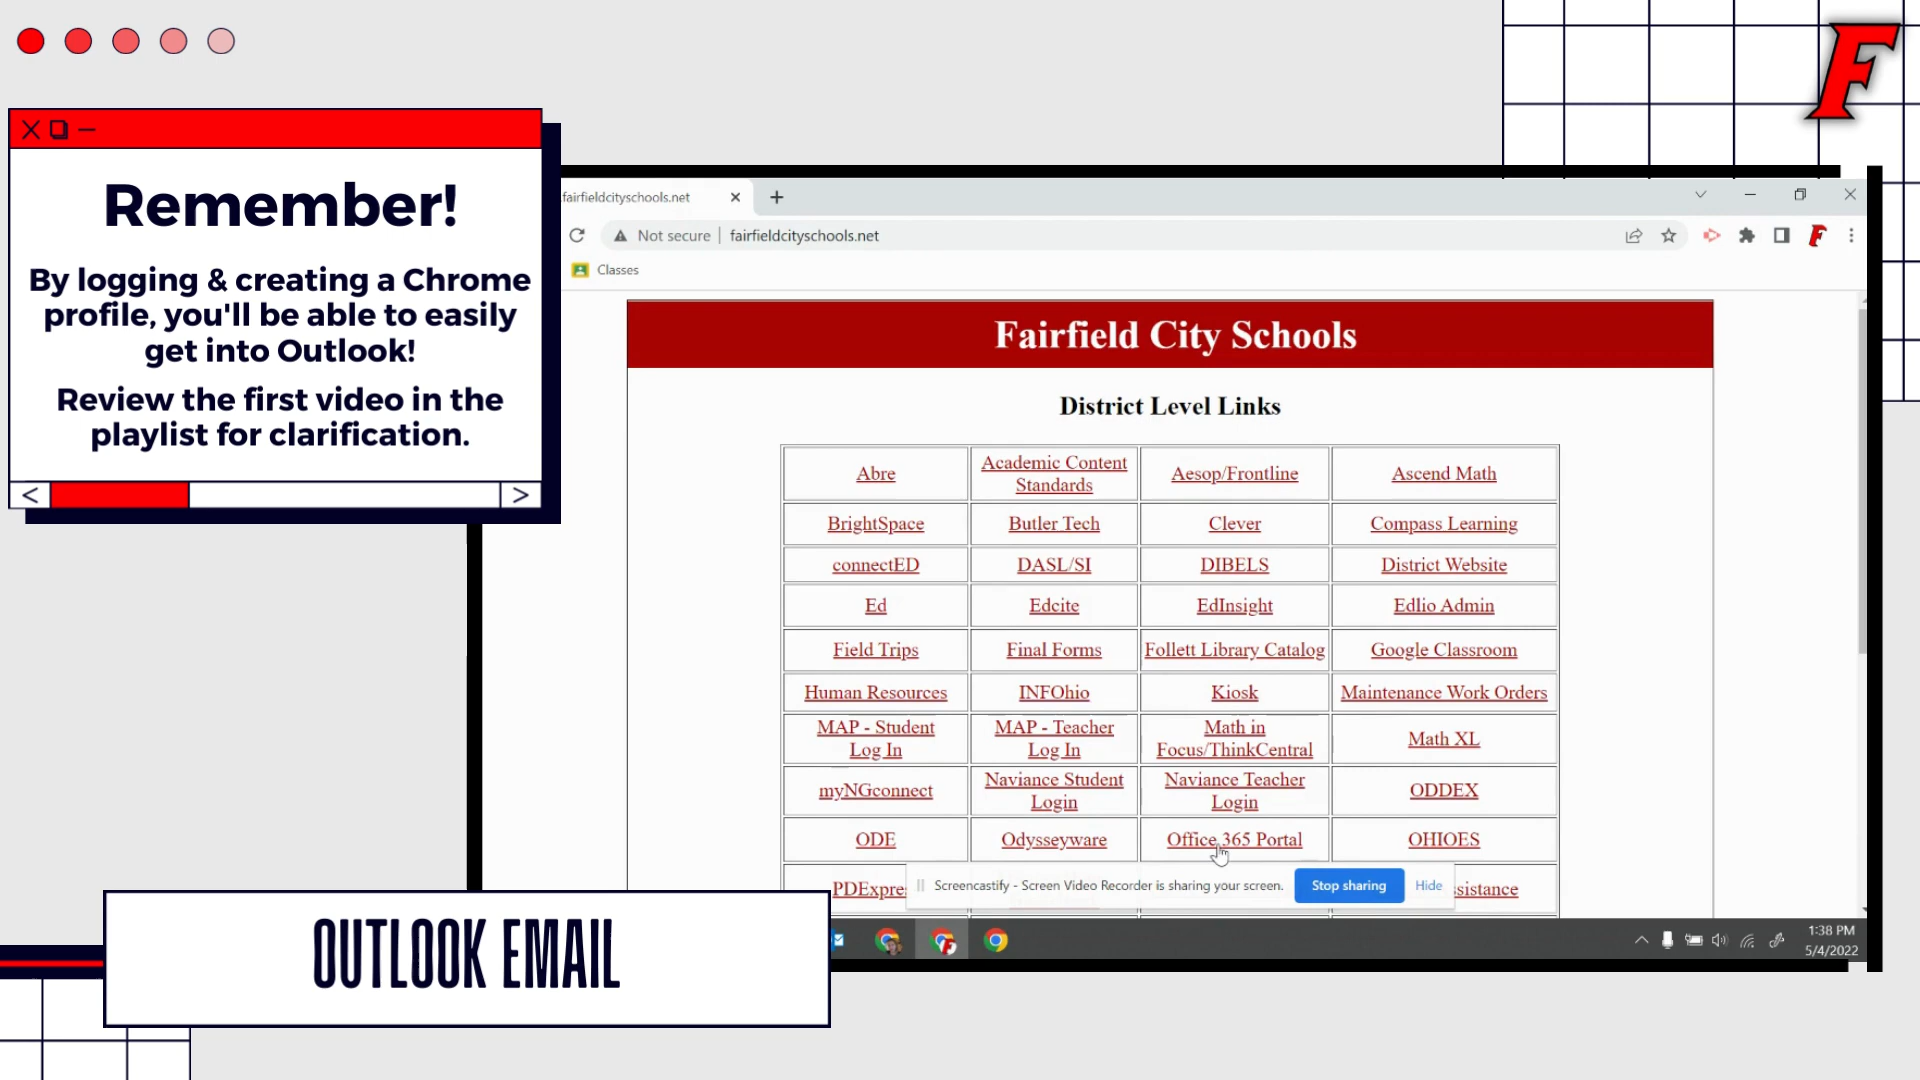 F
Remember!
By logging & creating a Chrome
profile, you'll be able to easily
get into Outlook!
Review the first video in the
playlist for clarification.
< >
fairfieldcityschools.net
Not secure | fairfieldcityschools.net
Classes
Fairfield City Schools
District Level Links
Abre
Academic Content
Standards
Aesop/Frontline
Ascend Math
BrightSpace
Butler Tech
Clever
Compass Learning
connectED
DASL/SI
DIBELS
District Website
Ed
Edcite
EdInsight
Edlio Admin
Field Trips
Final Forms
Follett Library Catalog
Google Classroom
Human Resources
INFOhio
Kiosk
Maintenance Work Orders
MAP - Student
Log In
MAP - Teacher
Log In
Math in
Focus/ThinkCentral
Math XL
myNGconnect
Naviance Student
Login
Naviance Teacher
Login
ODDEX
ODE
Odysseyware
Office 365 Portal
OHIOES
PDExpre
Screencastify - Screen Video Recorder is sharing your screen.
Stop sharing
Hide
sistance
1:38 PM
5/4/2022
OUTLOOK EMAIL